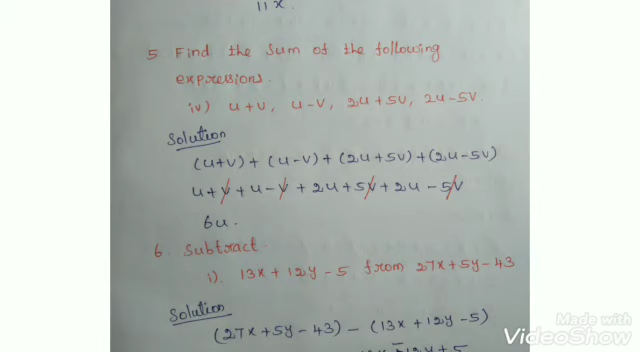 11x.
5 Find the sum of the following
expressions.
iv) u+v, u-v, 2u+5v, 2u-5v.
Solution
(u+v) + (u-v) + (2u+5v) + (2u-5v)
u+v + u-v + 2u+5v + 2u - 5v
6u.
6. Subtract
i). 13x + 12y - 5 from 27x + 5y - 43
Solution
(27x + 5y - 43) - (13x + 12y - 5)
Made with
VideoShow